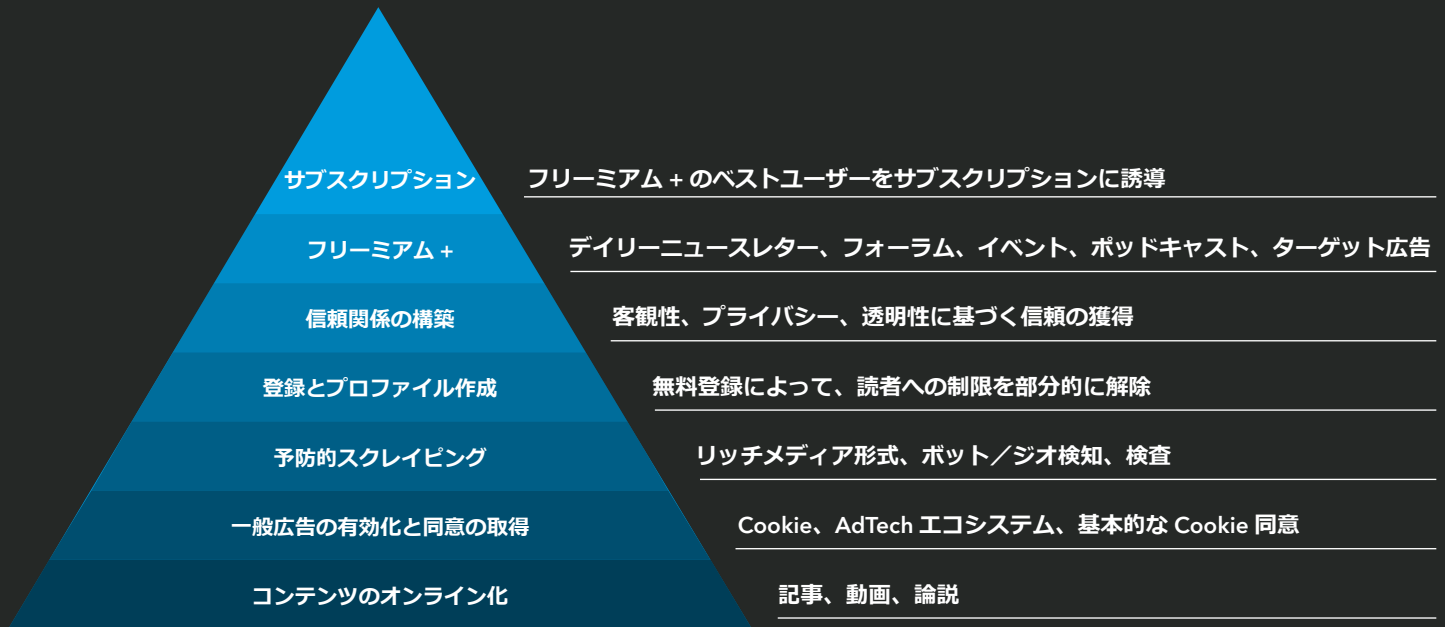 サブスクリプション
フリーミアム + のベストユーザーをサブスクリプションに誘導
フリーミアム +
デイリーニュースレター、フォーラム、イベント、ポッドキャスト、ターゲット広告
信頼関係の構築
客観性、プライバシー、透明性に基づく信頼の獲得
登録とプロファイル作成
無料登録によって、読者への制限を部分的に解除
予防的スクレイピング
リッチメディア形式、ボット／ジオ検知、検査
一般広告の有効化と同意の取得
Cookie、AdTech エコシステム、基本的な Cookie 同意
コンテンツのオンライン化
記事、動画、論説